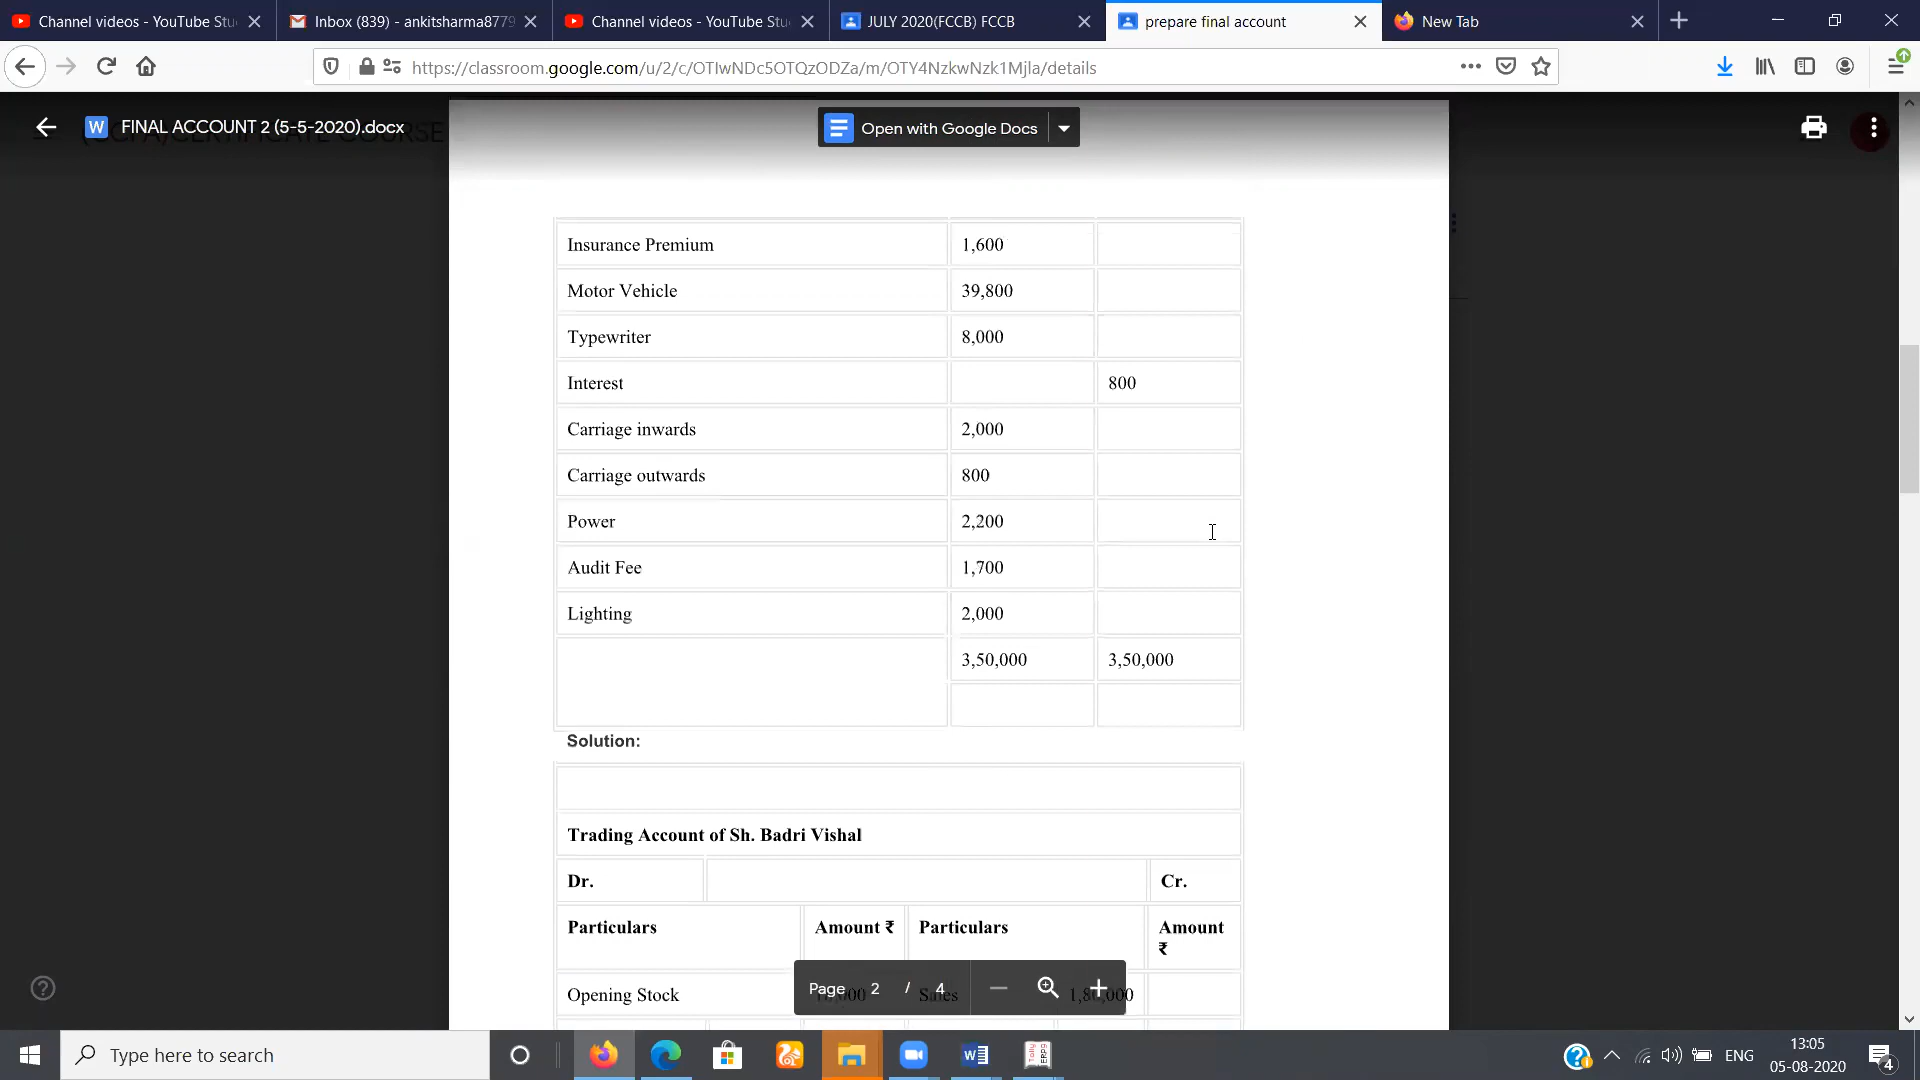 Channel videos - YouTube Stu
Inbox (839) - ankitsharma8779
Channel videos - YouTube Stu
JULY 2020(FCCB) FCCB
prepare final account
New Tab
https://classroom.google.com/u/2/c/OTIwNDc5OTQzODZa/m/OTY4NzkwNzk1Mjla/details
W FINAL ACCOUNT 2 (5-5-2020).docx
Open with Google Docs
Insurance Premium 1,600
Motor Vehicle 39,800
Typewriter 8,000
Interest 800
Carriage inwards 2,000
Carriage outwards 800
Power 2,200
Audit Fee 1,700
Lighting 2,000
3,50,000 3,50,000
Solution:
Trading Account of Sh. Badri Vishal
Dr. Cr.
Particulars Amount ₹ Particulars Amount ₹
Opening Stock Sales
Page 2 / 4
Type here to search
ENG
13:05
05-08-2020
4